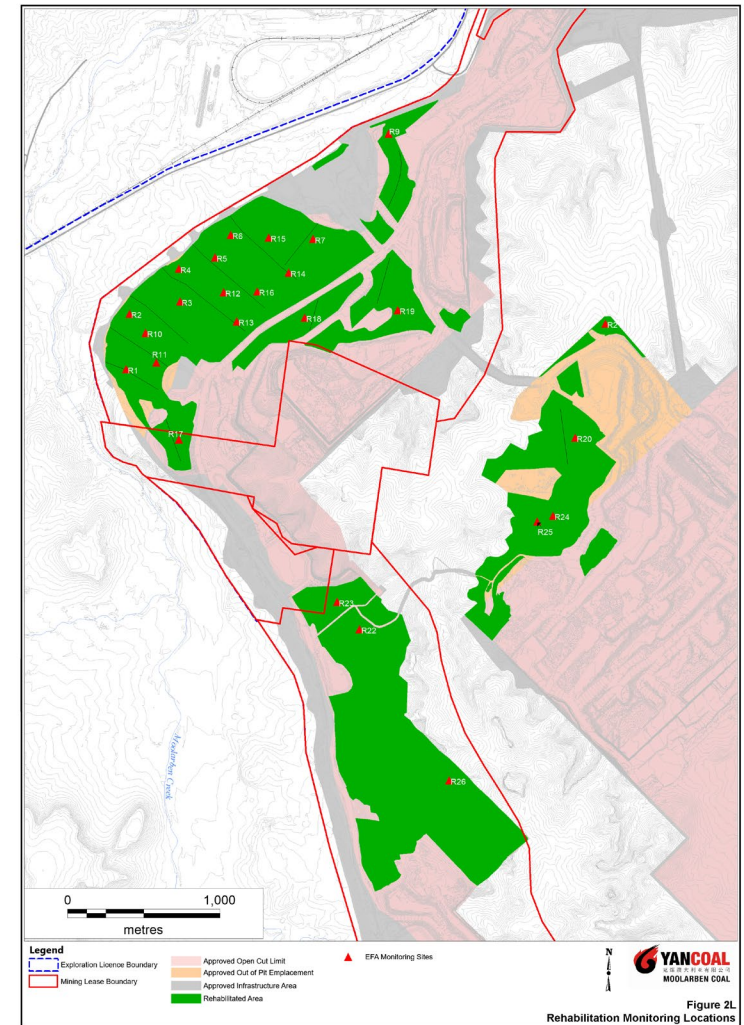 R9
R6
R15
R7
R5
R4
R14
R12
R16
R3
R2
R13
R18
R19
R10
R11
R1
R17
R2
R20
R24
R25
R23
R22
R26
Moolarben Creek
0 1,000
metres
Legend
Exploration Licence Boundary
Mining Lease Boundary
Approved Open Cut Limit
Approved Out of Pit Emplacement
Approved Infrastructure Area
Rehabilitated Area
EFA Monitoring Sites
N
YANCOAL
MOOLARBEN COAL
Figure 2L
Rehabilitation Monitoring Locations